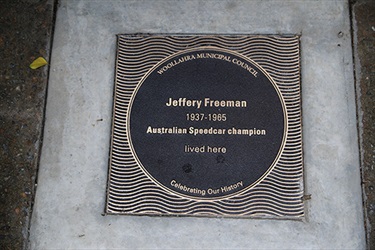 WOOLLAHRA MUNICIPAL COUNCIL
Jeffery Freeman
1937-1965
Australian Speedcar champion
lived here
Celebrating Our History